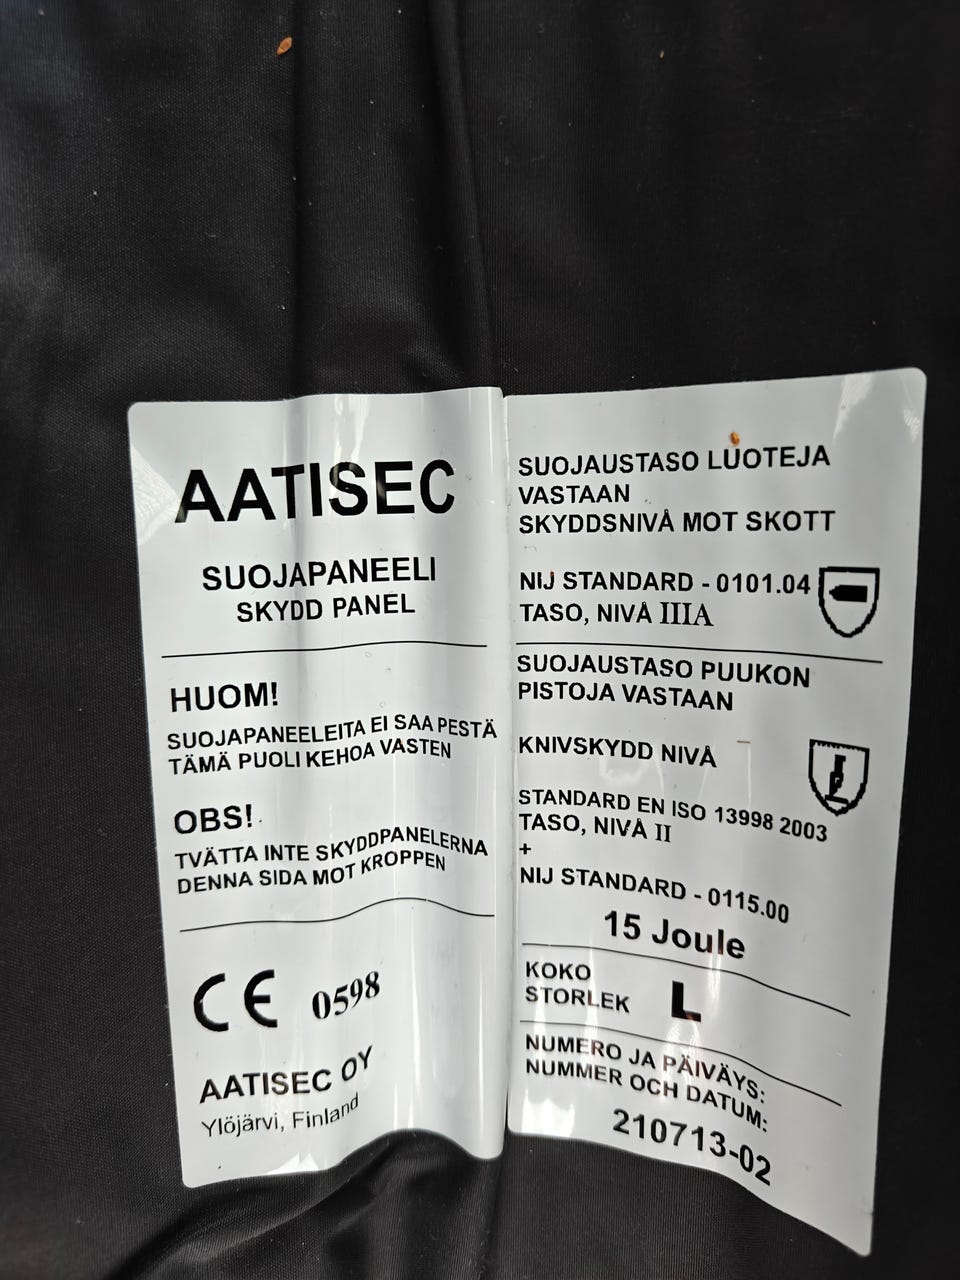 AATISEC
SUOJAPANEELI
SKYDD PANEL
HUOM!
SUOJAPANEELEITA EI SAA PESTÄ
TÄMÄ PUOLI KEHOA VASTEN
OBS!
TVÄTTA INTE SKYDDPANELERNA
DENNA SIDA MOT KROPPEN
CE 0598
AATISEC OY
Ylöjärvi, Finland
SUOJAUSTASO LUOTEJA
VASTAAN
SKYDDSNIVÅ MOT SKOTT
NIJ STANDARD - 0101.04
TASO, NIVÅ IIIA
SUOJAUSTASO PUUKON
PISTOJA VASTAAN
KNIVSKYDD NIVÅ
STANDARD EN ISO 13998 2003
TASO, NIVÅ II
+
NIJ STANDARD - 0115.00
15 Joule
KOKO
STORLEK L
NUMERO JA PÄIVÄYS:
NUMMER OCH DATUM:
210713-02